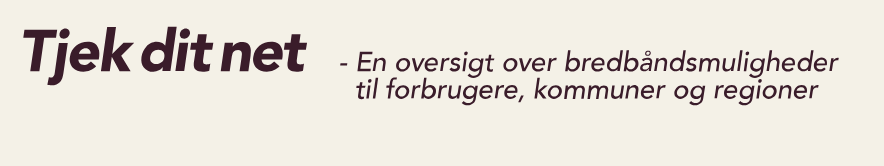 Tjek dit net
- En oversigt over bredbåndsmuligheder
til forbrugere, kommuner og regioner